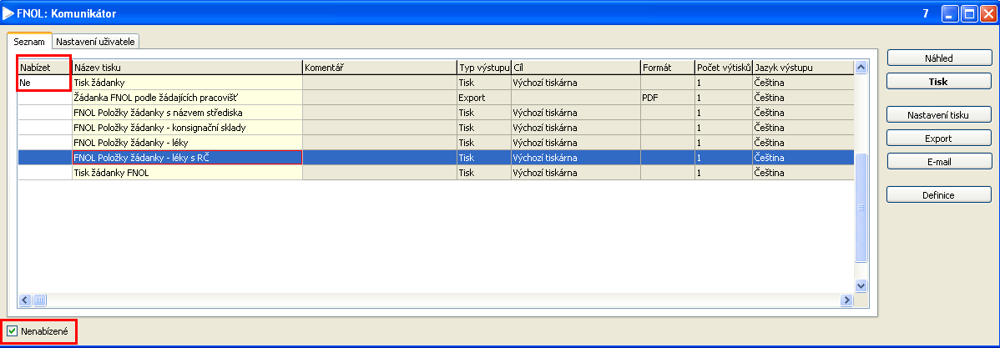 FNOL: Komunikátor 7
Seznam Nastavení uživatele
Nabízet Název tisku Komentář Typ výstupu Cíl Formát Počet výtisků Jazyk výstupu
Ne Tisk žádanky Tisk Výchozí tiskárna 1 Čeština
Žádanka FNOL podle žádajících pracovišť Export PDF 1 Čeština
FNOL Položky žádanky s názvem střediska Tisk Výchozí tiskárna 1 Čeština
FNOL Položky žádanky - konsignační sklady Tisk Výchozí tiskárna 1 Čeština
FNOL Položky žádanky - léky Tisk Výchozí tiskárna 1 Čeština
FNOL Položky žádanky - léky s RČ Tisk Výchozí tiskárna 1 Čeština
Tisk žádanky FNOL Tisk Výchozí tiskárna 1 Čeština
Náhled
Tisk
Nastavení tisku
Export
E-mail
Definice
Nenabízené